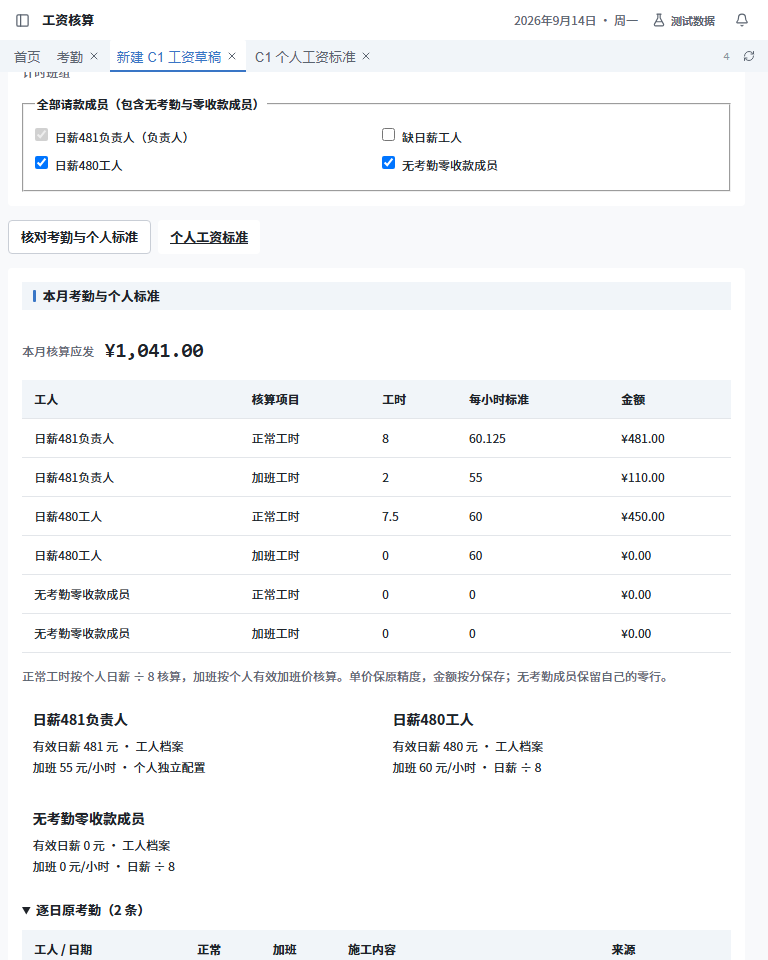 工资核算
2026年9月14日 · 周一 测试数据
首页 考勤 × 新建 C1 工资草稿 × C1 个人工资标准 × 4
计时班组
全部请款成员（包含无考勤与零收款成员）
日薪481负责人（负责人） 缺日薪工人
日薪480工人 无考勤零收款成员
核对考勤与个人标准 个人工资标准
本月考勤与个人标准
本月核算应发 ¥1,041.00
工人 核算项目 工时 每小时标准 金额
日薪481负责人 正常工时 8 60.125 ¥481.00
日薪481负责人 加班工时 2 55 ¥110.00
日薪480工人 正常工时 7.5 60 ¥450.00
日薪480工人 加班工时 0 60 ¥0.00
无考勤零收款成员 正常工时 0 0 ¥0.00
无考勤零收款成员 加班工时 0 0 ¥0.00
正常工时按个人日薪 ÷ 8 核算，加班按个人有效加班价核算。单价保原精度，金额按分保存；无考勤成员保留自己的零行。
日薪481负责人 日薪480工人
有效日薪 481 元 · 工人档案 有效日薪 480 元 · 工人档案
加班 55 元/小时 · 个人独立配置 加班 60 元/小时 · 日薪 ÷ 8
无考勤零收款成员
有效日薪 0 元 · 工人档案
加班 0 元/小时 · 日薪 ÷ 8
▼ 逐日原考勤（2 条）
工人 / 日期 正常 加班 施工内容 来源